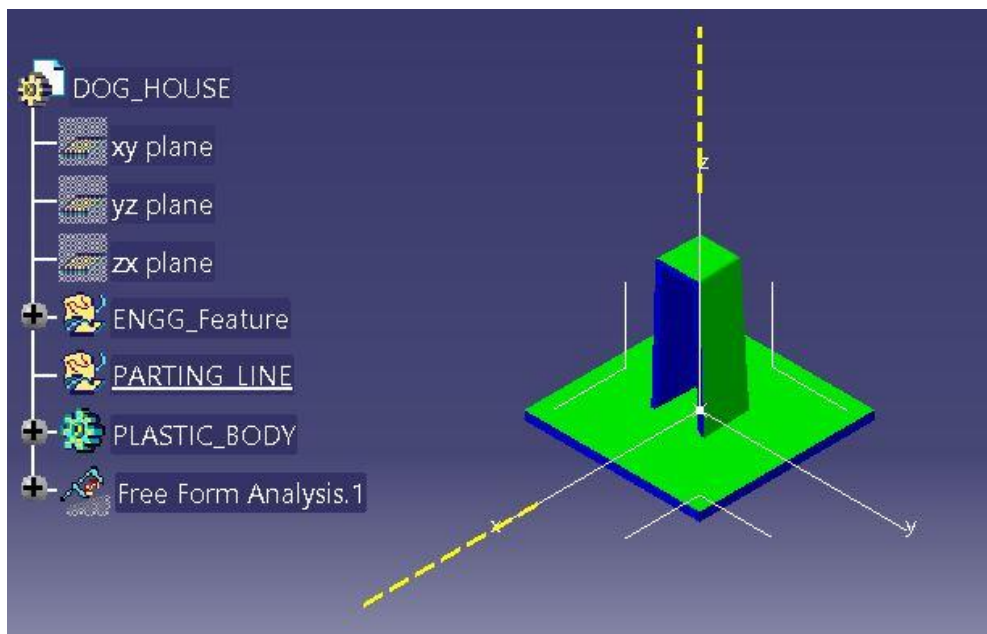 DOG_HOUSE
xy plane
yz plane
zx plane
ENGG_Feature
PARTING_LINE
PLASTIC_BODY
Free Form Analysis.1
z
x
y